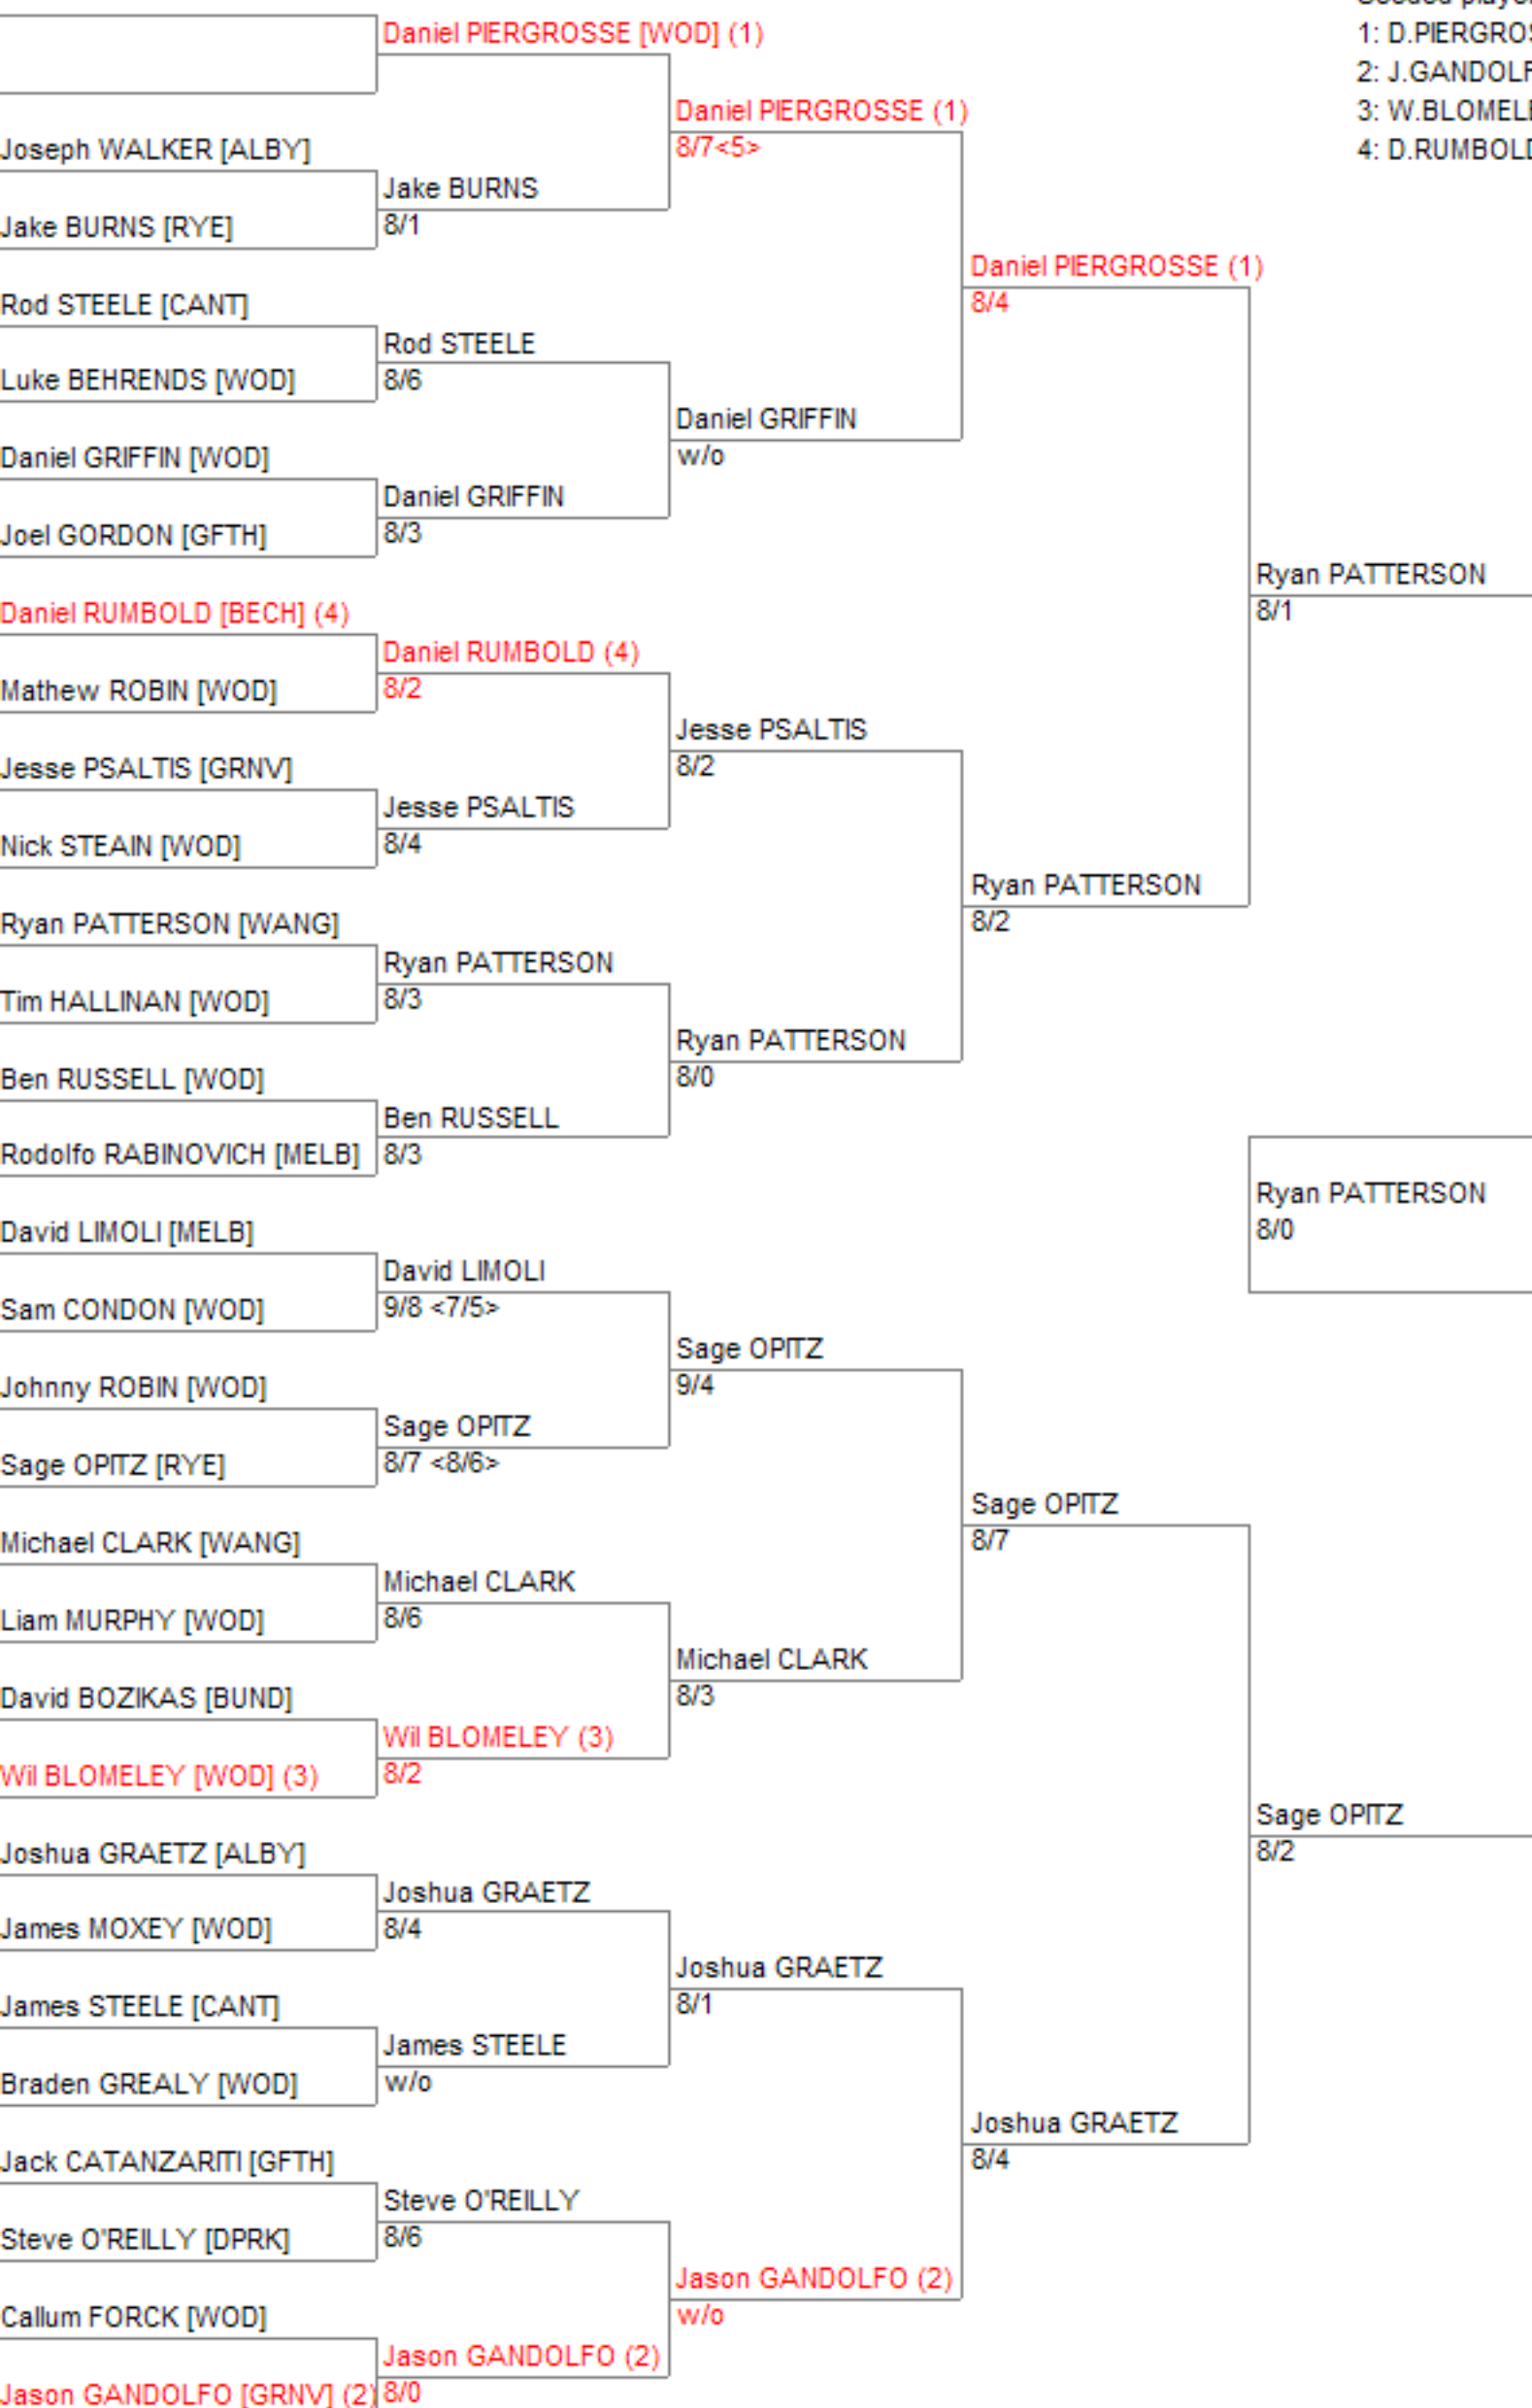 Daniel PIERGROSSE [WOD] (1)
Joseph WALKER [ALBY]
Jake BURNS [RYE]
Rod STEELE [CANT]
Luke BEHRENDS [WOD]
Daniel GRIFFIN [WOD]
Joel GORDON [GFTH]
Daniel RUMBOLD [BECH] (4)
Mathew ROBIN [WOD]
Jesse PSALTIS [GRNV]
Nick STEAIN [WOD]
Ryan PATTERSON [WANG]
Tim HALLINAN [WOD]
Ben RUSSELL [WOD]
Rodolfo RABINOVICH [MELB]
David LIMOLI [MELB]
Sam CONDON [WOD]
Johnny ROBIN [WOD]
Sage OPITZ [RYE]
Michael CLARK [WANG]
Liam MURPHY [WOD]
David BOZIKAS [BUND]
Wil BLOMELEY [WOD] (3)
Joshua GRAETZ [ALBY]
James MOXEY [WOD]
James STEELE [CANT]
Braden GREALY [WOD]
Jack CATANZARITI [GFTH]
Steve O'REILLY [DPRK]
Callum FORCK [WOD]
Jason GANDOLFO [GRNV] (2)
Jake BURNS
8/1
Rod STEELE
8/6
Daniel GRIFFIN
8/3
Daniel RUMBOLD (4)
8/2
Jesse PSALTIS
8/4
Ryan PATTERSON
8/3
Ben RUSSELL
8/3
David LIMOLI
9/8 <7/5>
Sage OPITZ
8/7 <8/6>
Michael CLARK
8/6
Wil BLOMELEY (3)
8/2
Joshua GRAETZ
8/4
James STEELE
w/o
Steve O'REILLY
8/6
Jason GANDOLFO (2)
8/0
Daniel PIERGROSSE (1)
8/7<5>
Daniel GRIFFIN
w/o
Jesse PSALTIS
8/2
Ryan PATTERSON
8/0
Sage OPITZ
9/4
Michael CLARK
8/3
Joshua GRAETZ
8/1
Jason GANDOLFO (2)
w/o
Daniel PIERGROSSE (1)
8/4
Ryan PATTERSON
8/2
Sage OPITZ
8/7
Joshua GRAETZ
8/4
1: D.PIERGROS
2: J.GANDOLF
3: W.BLOMELE
4: D.RUMBOLD
Ryan PATTERSON
8/1
Ryan PATTERSON
8/0
Sage OPITZ
8/2